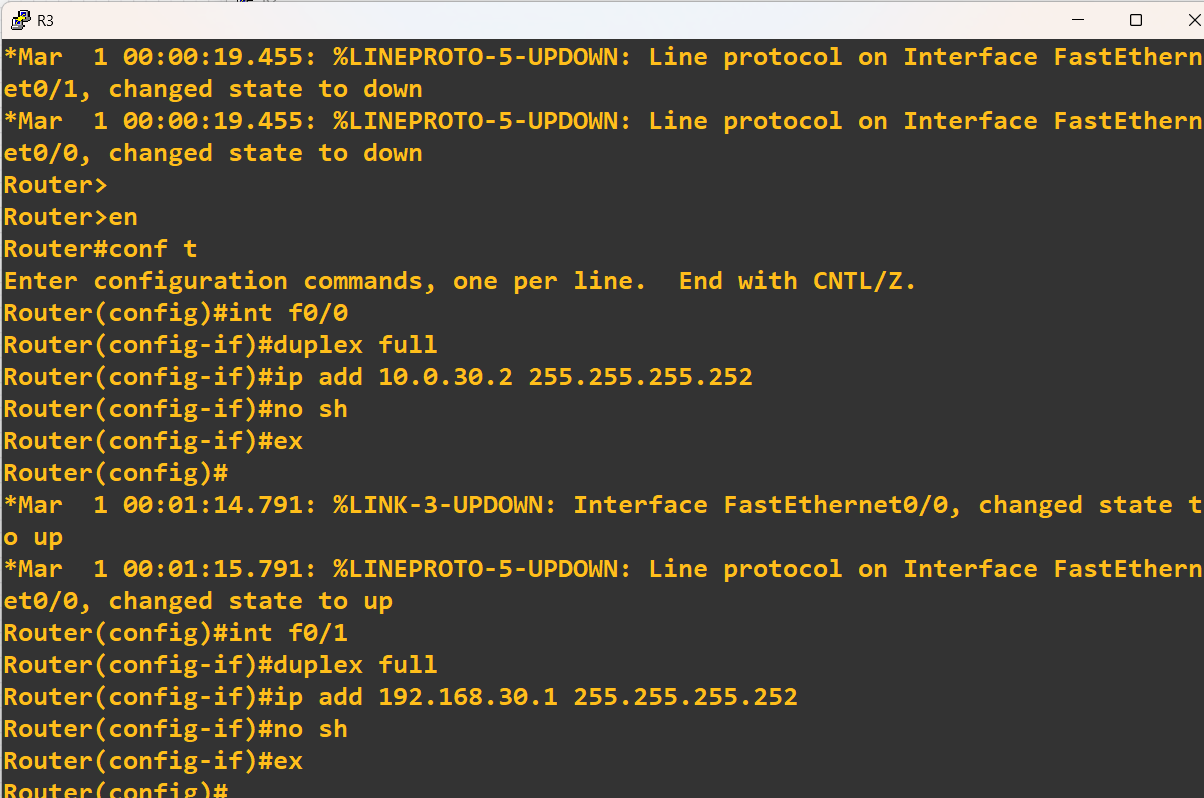 R3
*Mar  1 00:00:19.455: %LINEPROTO-5-UPDOWN: Line protocol on Interface FastEthern
et0/1, changed state to down
*Mar  1 00:00:19.455: %LINEPROTO-5-UPDOWN: Line protocol on Interface FastEthern
et0/0, changed state to down
Router>
Router>en
Router#conf t
Enter configuration commands, one per line.  End with CNTL/Z.
Router(config)#int f0/0
Router(config-if)#duplex full
Router(config-if)#ip add 10.0.30.2 255.255.255.252
Router(config-if)#no sh
Router(config-if)#ex
Router(config)#
*Mar  1 00:01:14.791: %LINK-3-UPDOWN: Interface FastEthernet0/0, changed state t
o up
*Mar  1 00:01:15.791: %LINEPROTO-5-UPDOWN: Line protocol on Interface FastEthern
et0/0, changed state to up
Router(config)#int f0/1
Router(config-if)#duplex full
Router(config-if)#ip add 192.168.30.1 255.255.255.252
Router(config-if)#no sh
Router(config-if)#ex
Router(config)#